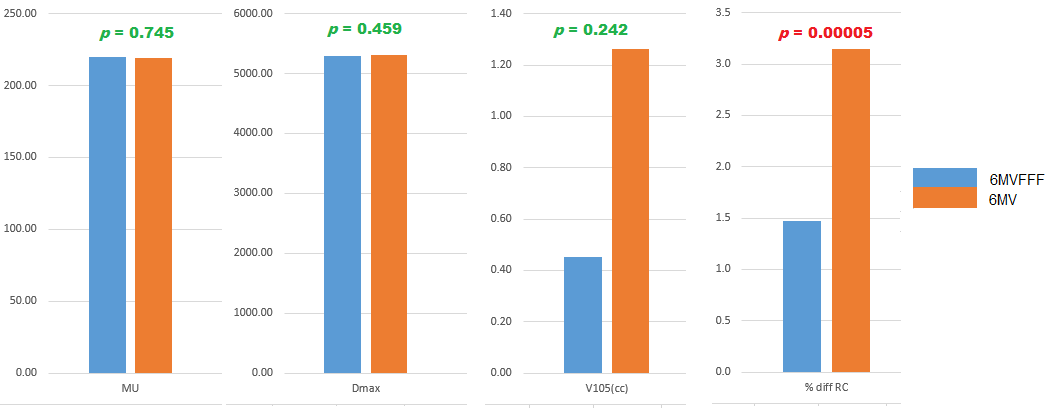 p = 0.745
250.00
200.00
150.00
100.00
50.00
0.00
MU
p = 0.459
6000.00
5000.00
4000.00
3000.00
2000.00
1000.00
0.00
Dmax
p = 0.242
1.40
1.20
1.00
0.80
0.60
0.40
0.20
0.00
V105(cc)
p = 0.00005
3.5
3.0
2.5
2.0
1.5
1.0
0.5
0.0
% diff RC
6MVFFF
6MV